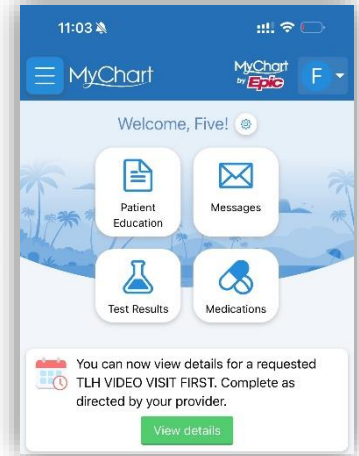 11:03
MyChart
MyChart
by Epic
F
Welcome, Five!
Patient
Education
Messages
Test Results
Medications
You can now view details for a requested
TLH VIDEO VISIT FIRST. Complete as
directed by your provider.
View details